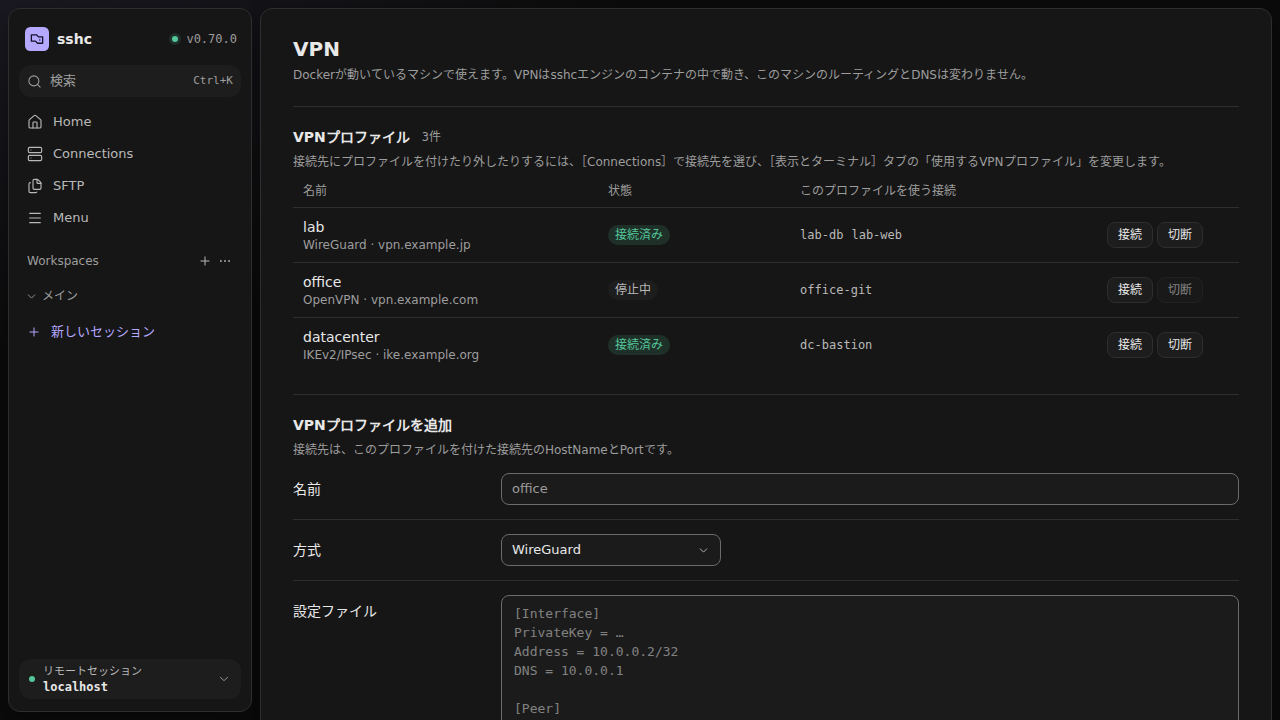 sshc
v0.70.0
検索
Ctrl+K
Home
Connections
SFTP
Menu
Workspaces
メイン
新しいセッション
リモートセッション
localhost
VPN
Dockerが動いているマシンで使えます。VPNはsshcエンジンのコンテナの中で動き、このマシンのルーティングとDNSは変わりません。
VPNプロファイル 3件
接続先にプロファイルを付けたり外したりするには、［Connections］で接続先を選び、［表示とターミナル］タブの「使用するVPNプロファイル」を変更します。
名前 状態 このプロファイルを使う接続
lab
WireGuard · vpn.example.jp
接続済み
lab-db lab-web
接続 切断
office
OpenVPN · vpn.example.com
停止中
office-git
接続 切断
datacenter
IKEv2/IPsec · ike.example.org
接続済み
dc-bastion
接続 切断
VPNプロファイルを追加
接続先は、このプロファイルを付けた接続先のHostNameとPortです。
名前
office
方式
WireGuard
設定ファイル
[Interface]
PrivateKey = …
Address = 10.0.0.2/32
DNS = 10.0.0.1
[Peer]